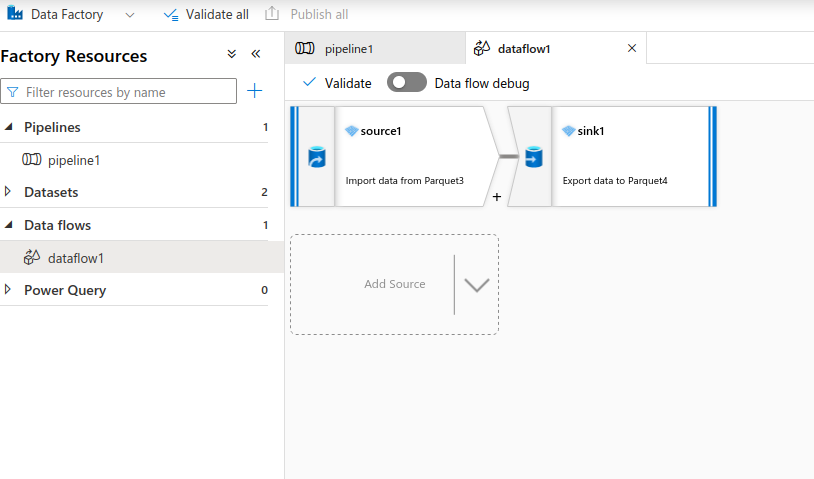 Data Factory
Validate all
Publish all
Factory Resources
Filter resources by name
Pipelines 1
pipeline1
Datasets 2
Data flows 1
dataflow1
Power Query 0
pipeline1
dataflow1
Validate
Data flow debug
source1
Import data from Parquet3
+
sink1
Export data to Parquet4
Add Source